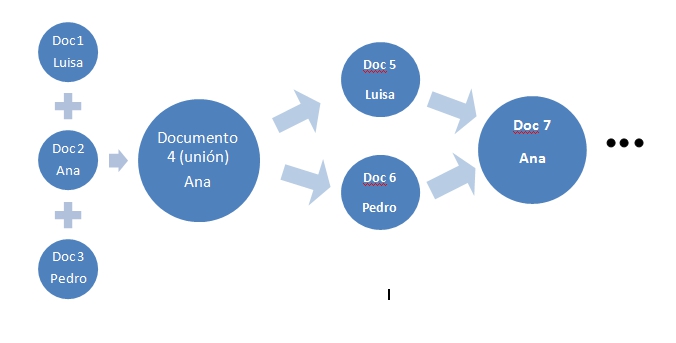 Doc1
Luisa
Doc2
Ana
Doc3
Pedro
Documento
4 (unión)
Ana
Doc 5
Luisa
Doc 6
Pedro
Doc 7
Ana
•••